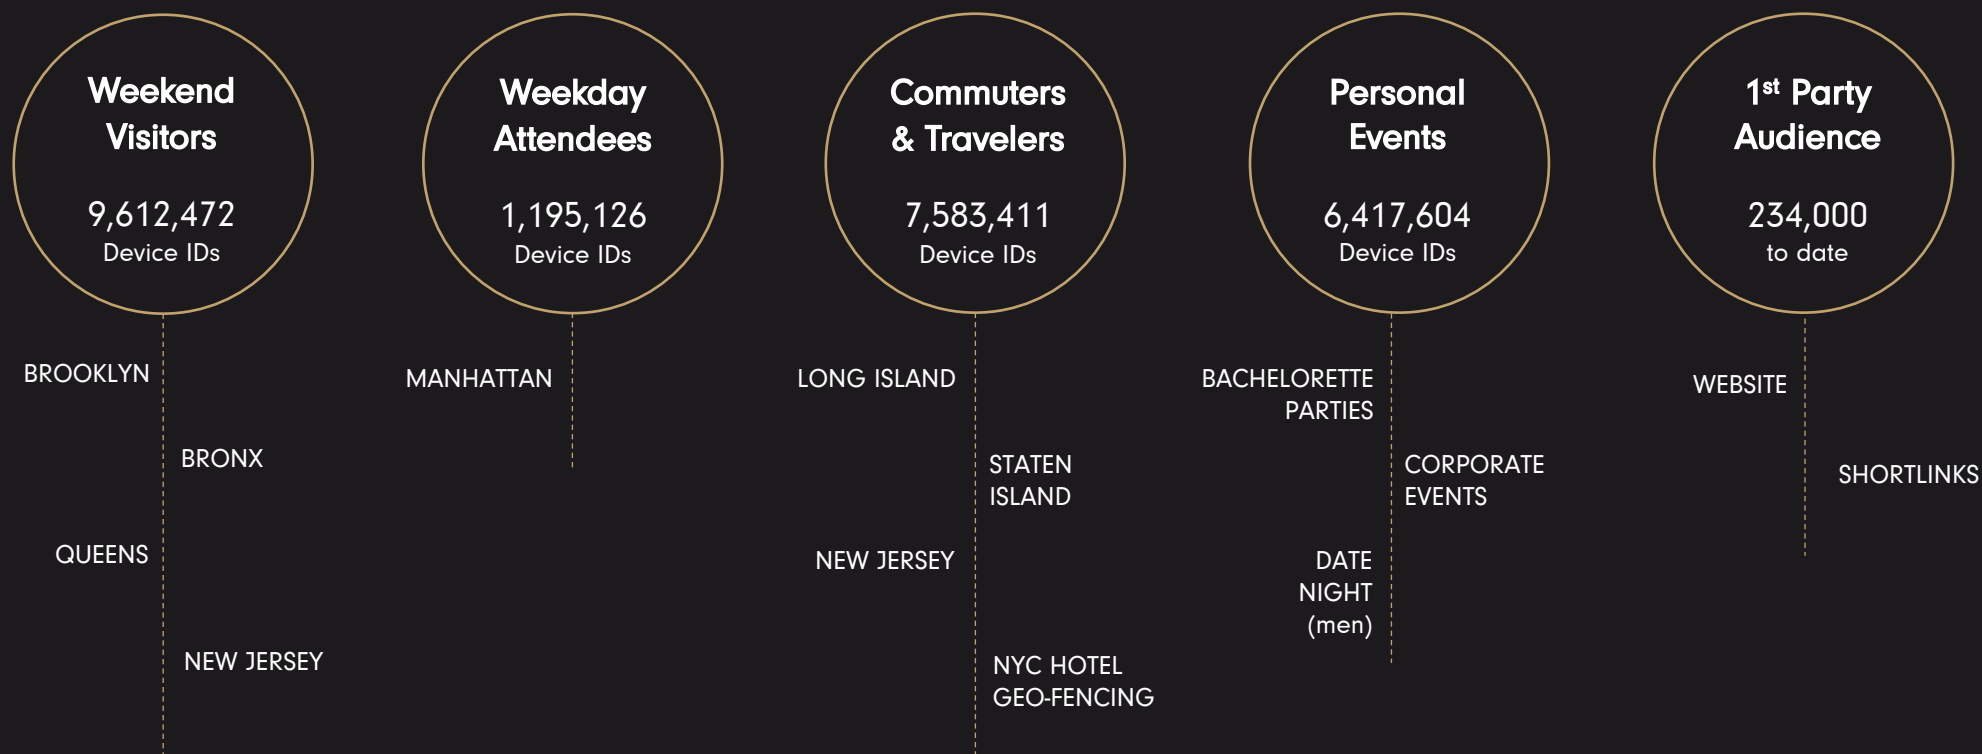 Weekend
Visitors
9,612,472
Device IDs
BROOKLYN
BRONX
QUEENS
NEW JERSEY
Weekday
Attendees
1,195,126
Device IDs
MANHATTAN
Commuters
& Travelers
7,583,411
Device IDs
LONG ISLAND
STATEN
ISLAND
NEW JERSEY
NYC HOTEL
GEO-FENCING
Personal
Events
6,417,604
Device IDs
BACHELORETTE
PARTIES
CORPORATE
EVENTS
DATE
NIGHT
(men)
1st Party
Audience
234,000
to date
WEBSITE
SHORTLINKS